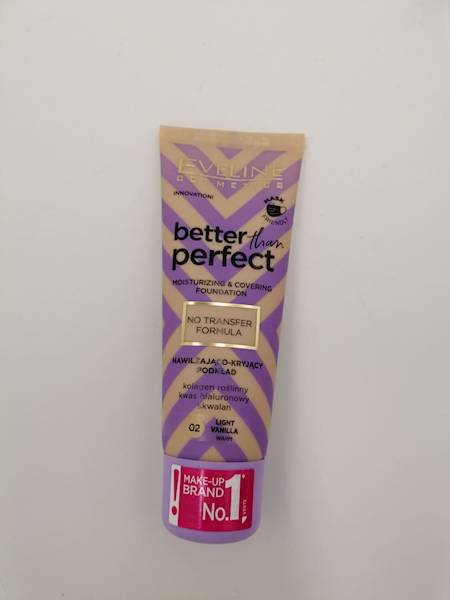 EVELINE
COSMETICS
INNOVATION!
MASK
FRIENDLY
better than
perfect
MOISTURIZING & COVERING
FOUNDATION
NO TRANSFER
FORMULA
NAWILŻAJĄCO-KRYJĄCY
PODKŁAD
kolagen roślinny
kwas hialuronowy
skwalan
02 LIGHT
VANILLA
WARM
! MAKE-UP
BRAND
No.1